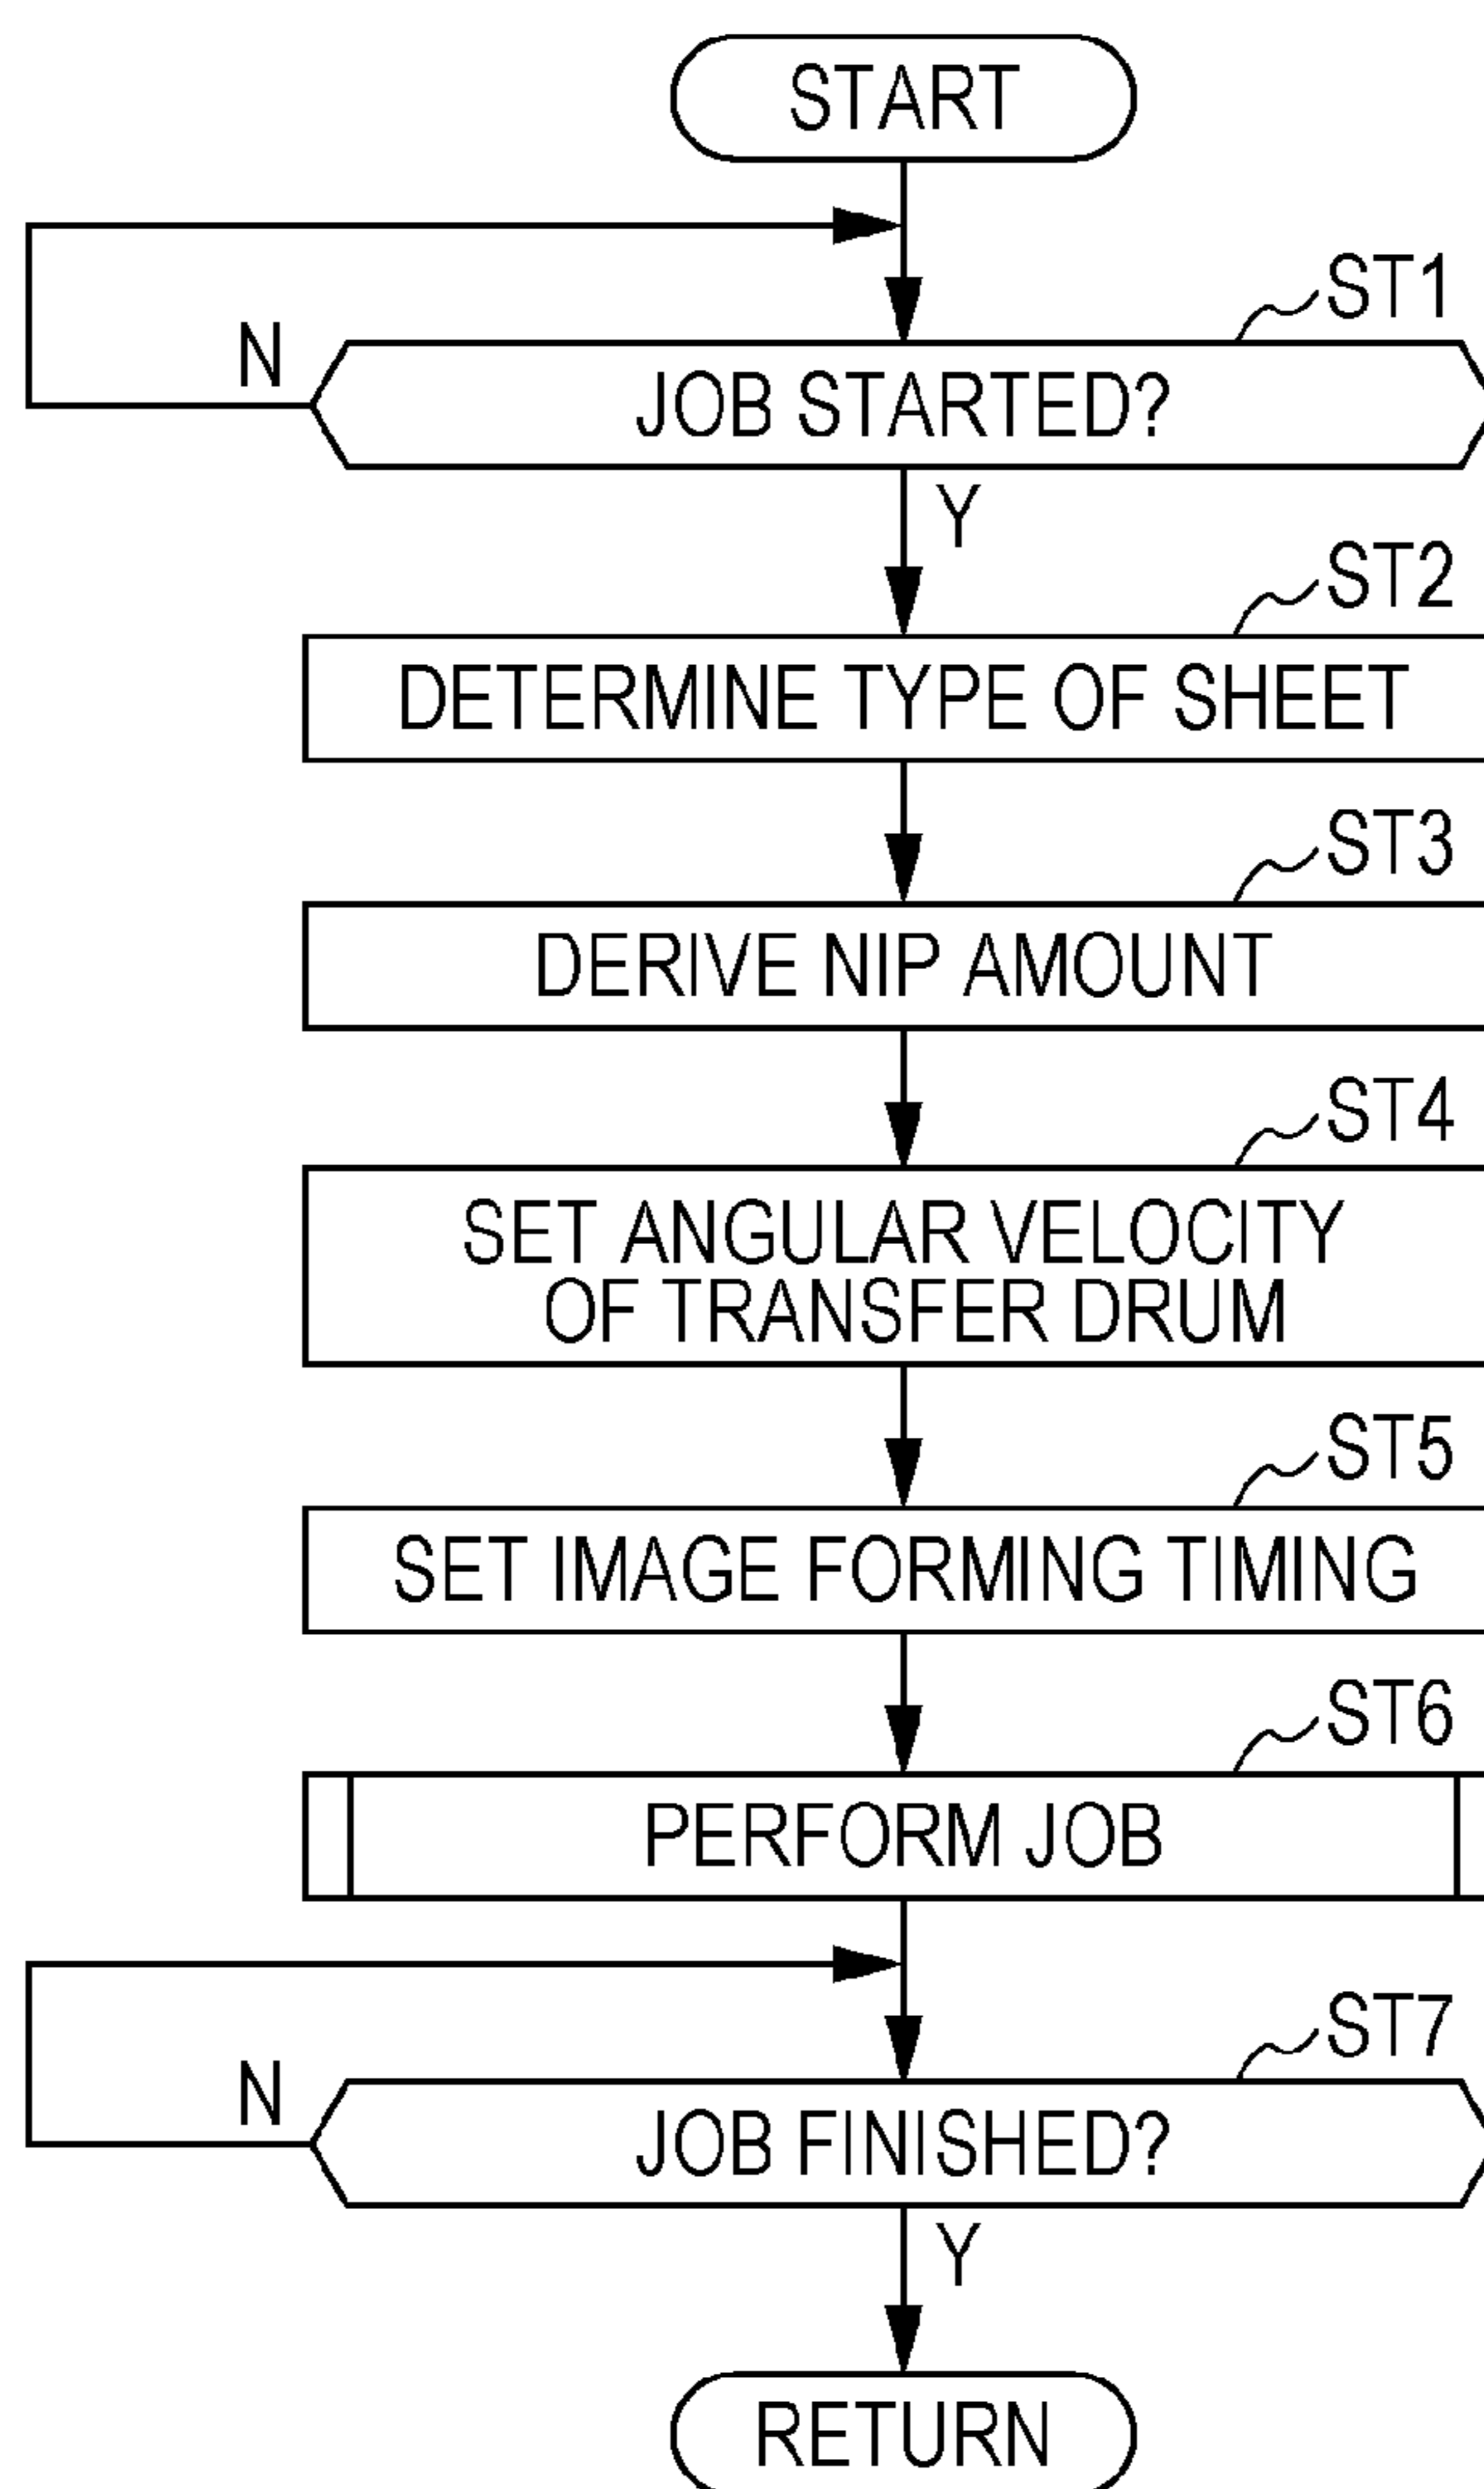 START
ST1
N
JOB STARTED?
Y
ST2
DETERMINE TYPE OF SHEET
ST3
DERIVE NIP AMOUNT
ST4
SET ANGULAR VELOCITY
OF TRANSFER DRUM
ST5
SET IMAGE FORMING TIMING
ST6
PERFORM JOB
ST7
N
JOB FINISHED?
Y
RETURN